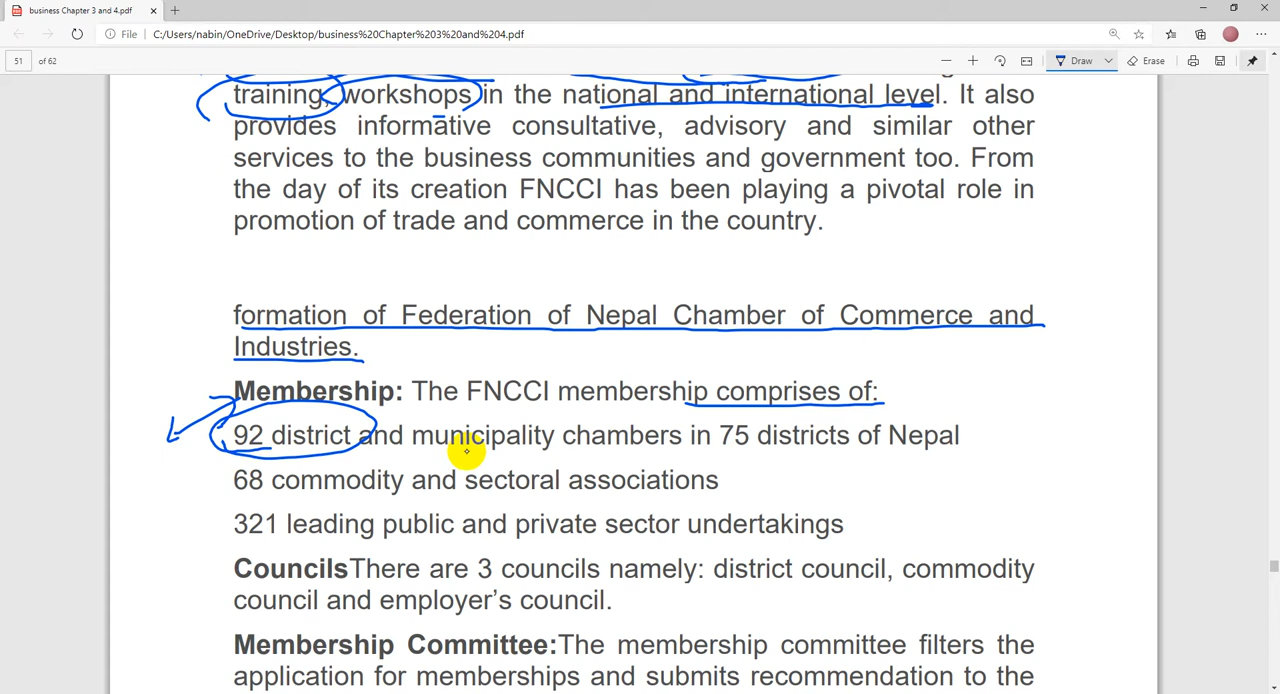 business Chapter 3 and 4.pdf
File C:/Users/nabin/OneDrive/Desktop/business%20Chapter%203%20and%204.pdf
51 of 62 Draw Erase
training, workshops in the national and international level. It also
provides informative consultative, advisory and similar other
services to the business communities and government too. From
the day of its creation FNCCI has been playing a pivotal role in
promotion of trade and commerce in the country.
formation of Federation of Nepal Chamber of Commerce and
Industries.
Membership: The FNCCI membership comprises of:
92 district and municipality chambers in 75 districts of Nepal
68 commodity and sectoral associations
321 leading public and private sector undertakings
CouncilsThere are 3 councils namely: district council, commodity
council and employer’s council.
Membership Committee:The membership committee filters the
application for memberships and submits recommendation to the